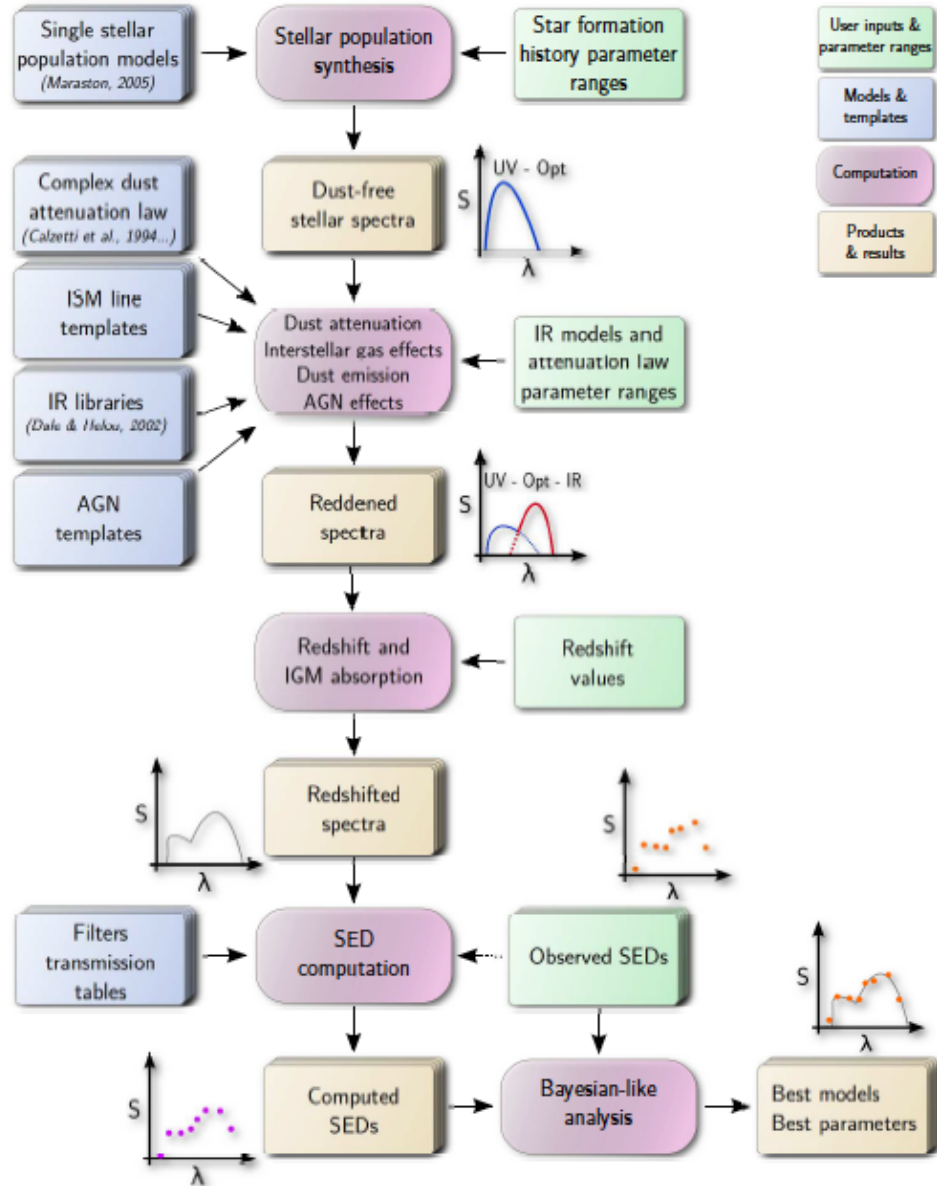 Single stellar
population models
(Maraston, 2005)
Stellar population
synthesis
Star formation
history parameter
ranges
User inputs &
parameter ranges
Models &
templates
Computation
Products
& results
Complex dust
attenuation law
(Calzetti et al., 1994...)
Dust-free
stellar spectra
UV - Opt
S
λ
ISM line
templates
Dust attenuation
Interstellar gas effects
Dust emission
AGN effects
IR models and
attenuation law
parameter ranges
IR libraries
(Dale & Helou, 2002)
AGN
templates
Reddened
spectra
UV - Opt - IR
S
λ
Redshift and
IGM absorption
Redshift
values
S
λ
Redshifted
spectra
S
λ
Filters
transmission
tables
SED
computation
Observed SEDs
S
λ
S
λ
Computed
SEDs
Bayesian-like
analysis
Best models
Best parameters